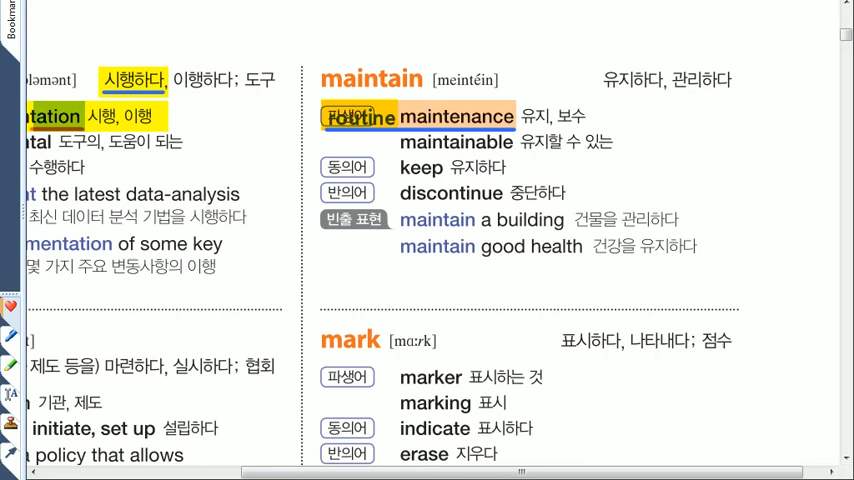 Bookmar
ləmənt] 시행하다, 이행하다; 도구
tation 시행, 이행
ntal 도구의, 도움이 되는
수행하다
nt the latest data-analysis
최신 데이터 분석 기법을 시행하다
mentation of some key
몇 가지 주요 변동사항의 이행
t]
제도 등을) 마련하다, 실시하다; 협회
n 기관, 제도
initiate, set up 설립하다
a policy that allows
maintain [meintéin] 유지하다, 관리하다
파생어 routine maintenance 유지, 보수
maintainable 유지할 수 있는
동의어 keep 유지하다
반의어 discontinue 중단하다
빈출 표현 maintain a building 건물을 관리하다
maintain good health 건강을 유지하다
mark [mɑːrk] 표시하다, 나타내다; 점수
파생어 marker 표시하는 것
marking 표시
동의어 indicate 표시하다
반의어 erase 지우다